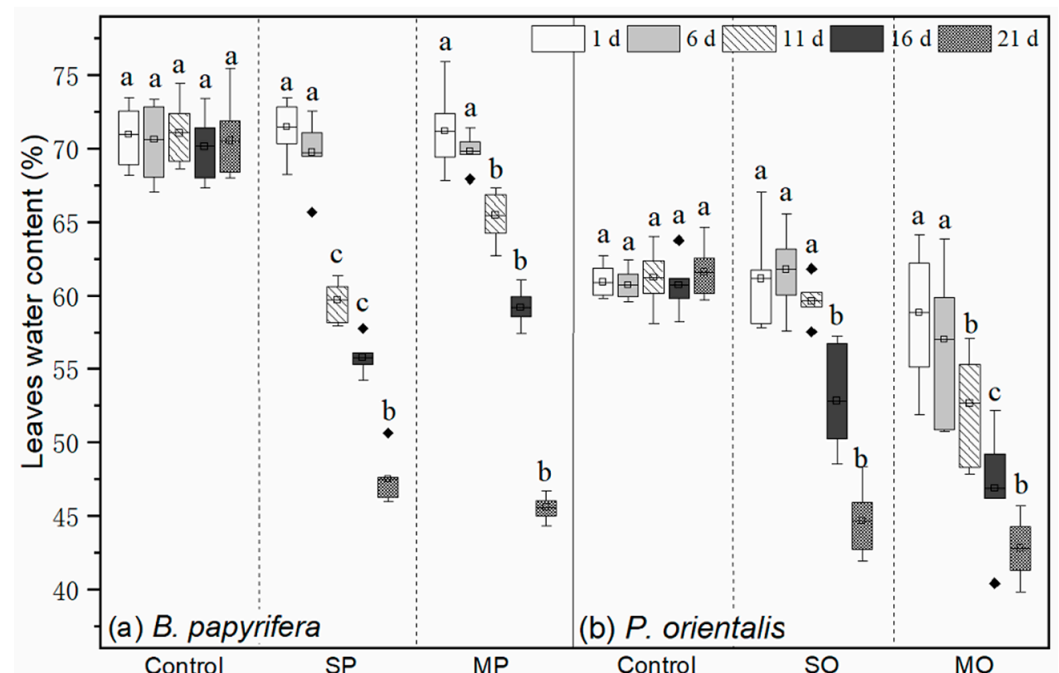 1 d 6 d 11 d 16 d 21 d
Leaves water content (%)
75
70
65
60
55
50
45
40
a a a a a
a a c c b
a a b b b
a a a a a
a a a b b
a a b c b
(a) B. papyrifera
(b) P. orientalis
Control SP MP Control SO MO